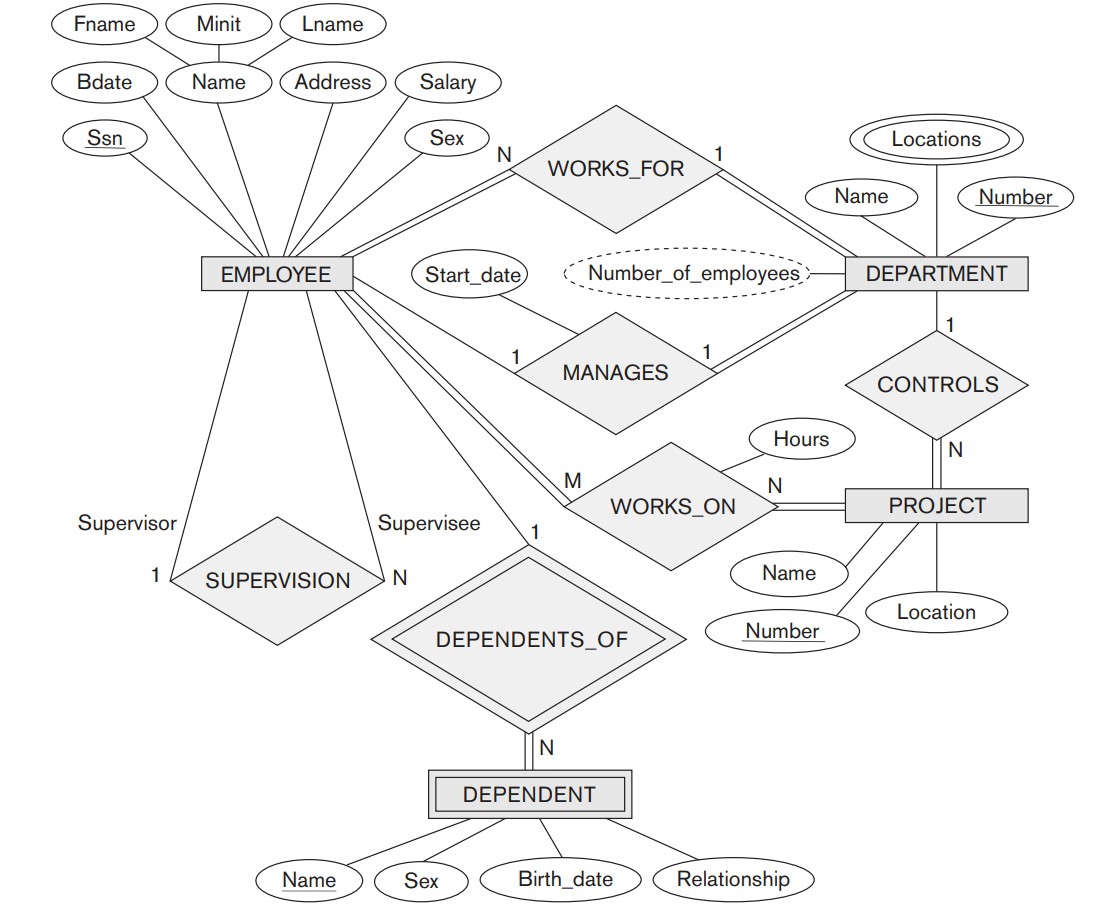 Fname
Minit
Lname
Bdate
Name
Address
Salary
Ssn
Sex
N
WORKS_FOR
1
Locations
Name
Number
EMPLOYEE
Start_date
Number_of_employees
DEPARTMENT
1
MANAGES
1
1
CONTROLS
N
Hours
M
WORKS_ON
N
PROJECT
Supervisor
Supervisee
1
SUPERVISION
N
1
Name
Number
Location
DEPENDENTS_OF
N
DEPENDENT
Name
Sex
Birth_date
Relationship